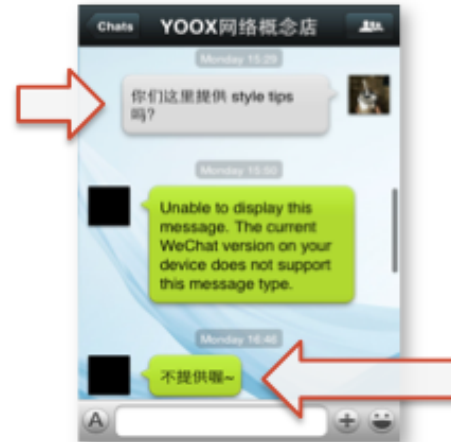 Chats YOOX网络概念店
Monday 15:29
你们这里提供 style tips
吗?
Monday 15:50
Unable to display this
message. The current
WeChat version on your
device does not support
this message type.
Monday 16:46
不提供喔~
A